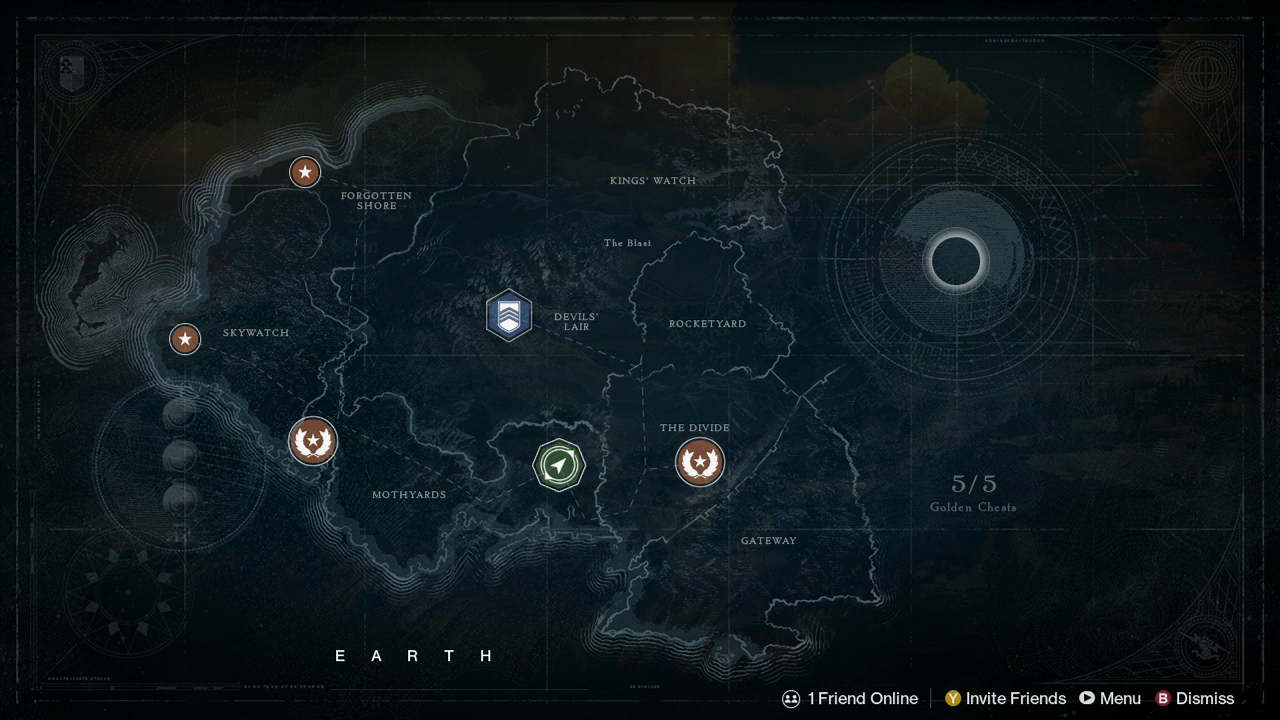 KINGS' WATCH
FORGOTTEN
SHORE
The Blast
DEVILS'
LAIR
ROCKETYARD
SKYWATCH
THE DIVIDE
5/5
Golden Chests
MOTHYARDS
GATEWAY
EARTH
1 Friend Online
Y Invite Friends
Menu
B Dismiss